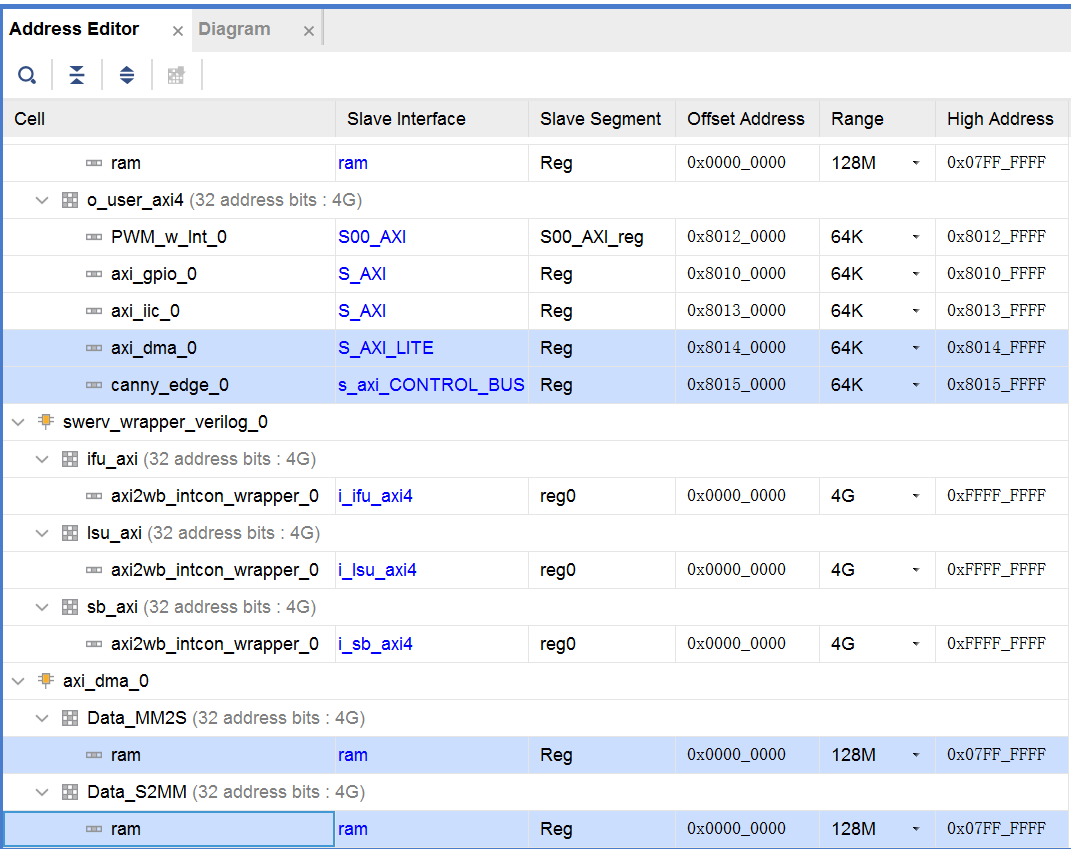 Address Editor × Diagram ×
Cell Slave Interface Slave Segment Offset Address Range High Address
ram ram Reg 0x0000_0000 128M 0x07FF_FFFF
o_user_axi4 (32 address bits : 4G)
PWM_w_Int_0 S00_AXI S00_AXI_reg 0x8012_0000 64K 0x8012_FFFF
axi_gpio_0 S_AXI Reg 0x8010_0000 64K 0x8010_FFFF
axi_iic_0 S_AXI Reg 0x8013_0000 64K 0x8013_FFFF
axi_dma_0 S_AXI_LITE Reg 0x8014_0000 64K 0x8014_FFFF
canny_edge_0 s_axi_CONTROL_BUS Reg 0x8015_0000 64K 0x8015_FFFF
swerv_wrapper_verilog_0
ifu_axi (32 address bits : 4G)
axi2wb_intcon_wrapper_0 i_ifu_axi4 reg0 0x0000_0000 4G 0xFFFF_FFFF
lsu_axi (32 address bits : 4G)
axi2wb_intcon_wrapper_0 i_lsu_axi4 reg0 0x0000_0000 4G 0xFFFF_FFFF
sb_axi (32 address bits : 4G)
axi2wb_intcon_wrapper_0 i_sb_axi4 reg0 0x0000_0000 4G 0xFFFF_FFFF
axi_dma_0
Data_MM2S (32 address bits : 4G)
ram ram Reg 0x0000_0000 128M 0x07FF_FFFF
Data_S2MM (32 address bits : 4G)
ram ram Reg 0x0000_0000 128M 0x07FF_FFFF